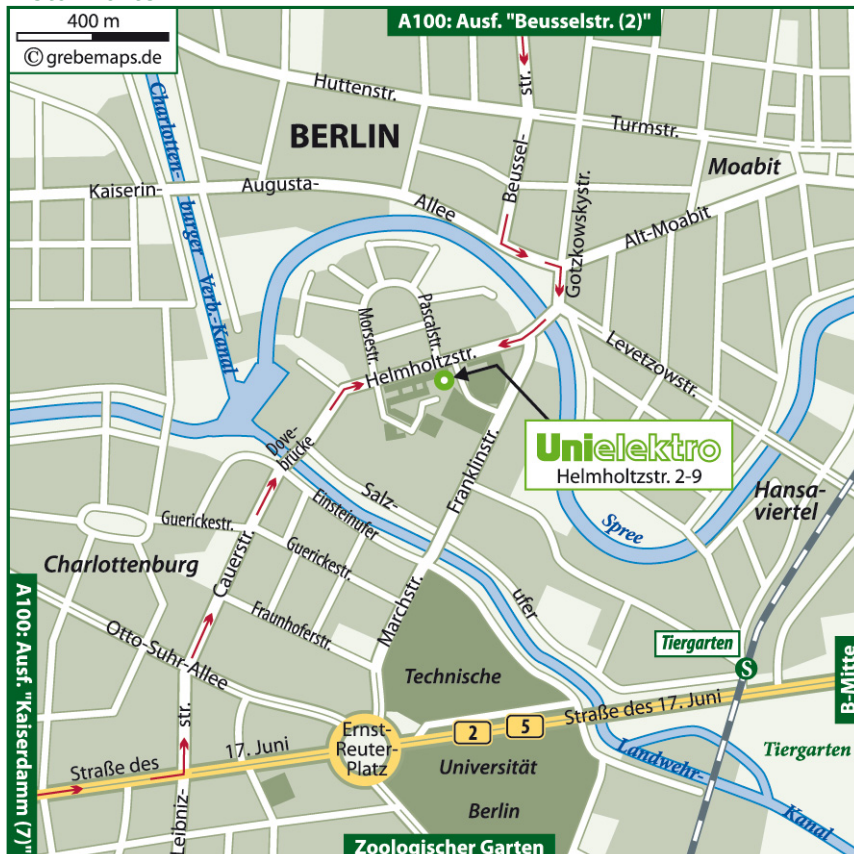 400 m
© grebemaps.de
A100: Ausf. "Beusselstr. (2)"
Huttenstr.
BERLIN
Turmstr.
Moabit
Kaiserin-
Augusta-
Allee
Beussel-
str.
Gotzkowskystr.
Alt-Moabit
Charlotten-
burger
Verb.-Kanal
Morsestr.
Pascalstr.
Helmholtzstr.
Levetzowstr.
Unielektro
Helmholtzstr. 2-9
Dove-
brücke
Salz-
ufer
Einsteinufer
Franklinstr.
Spree
Hansa-
viertel
Guerickestr.
Guerickestr.
Charlottenburg
Cauerstr.
Fraunhoferstr.
Marchstr.
Otto-Suhr-Allee
A100: Ausf. "Kaiserdamm (7)"
Tiergarten
S
B-Mitte
Technische
Universität
Berlin
Straße des
17. Juni
Ernst-
Reuter-
Platz
2
5
Straße des 17. Juni
Tiergarten
Landwehr-
Kanal
Leibniz-
str.
Zoologischer Garten